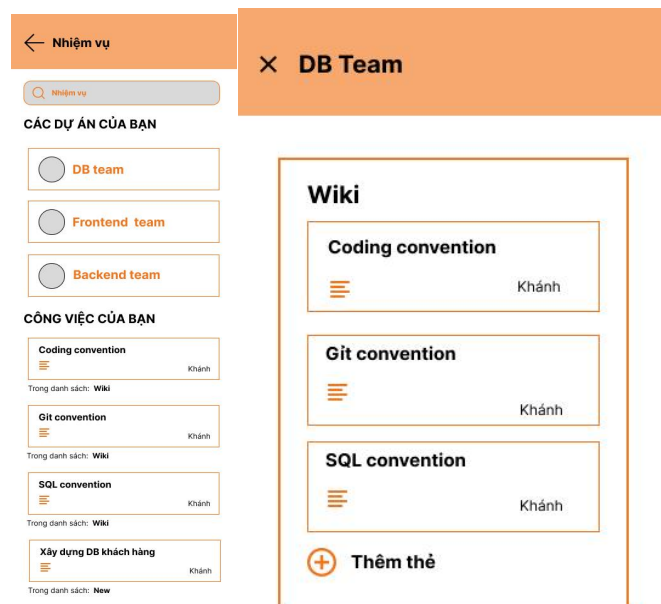 Nhiệm vụ
Nhiệm vụ
CÁC DỰ ÁN CỦA BẠN
DB team
Frontend team
Backend team
CÔNG VIỆC CỦA BẠN
Coding convention
Khánh
Trong danh sách: Wiki
Git convention
Khánh
Trong danh sách: Wiki
SQL convention
Khánh
Trong danh sách: Wiki
Xây dựng DB khách hàng
Khánh
Trong danh sách: New
DB Team
Wiki
Coding convention
Khánh
Git convention
Khánh
SQL convention
Khánh
Thêm thẻ